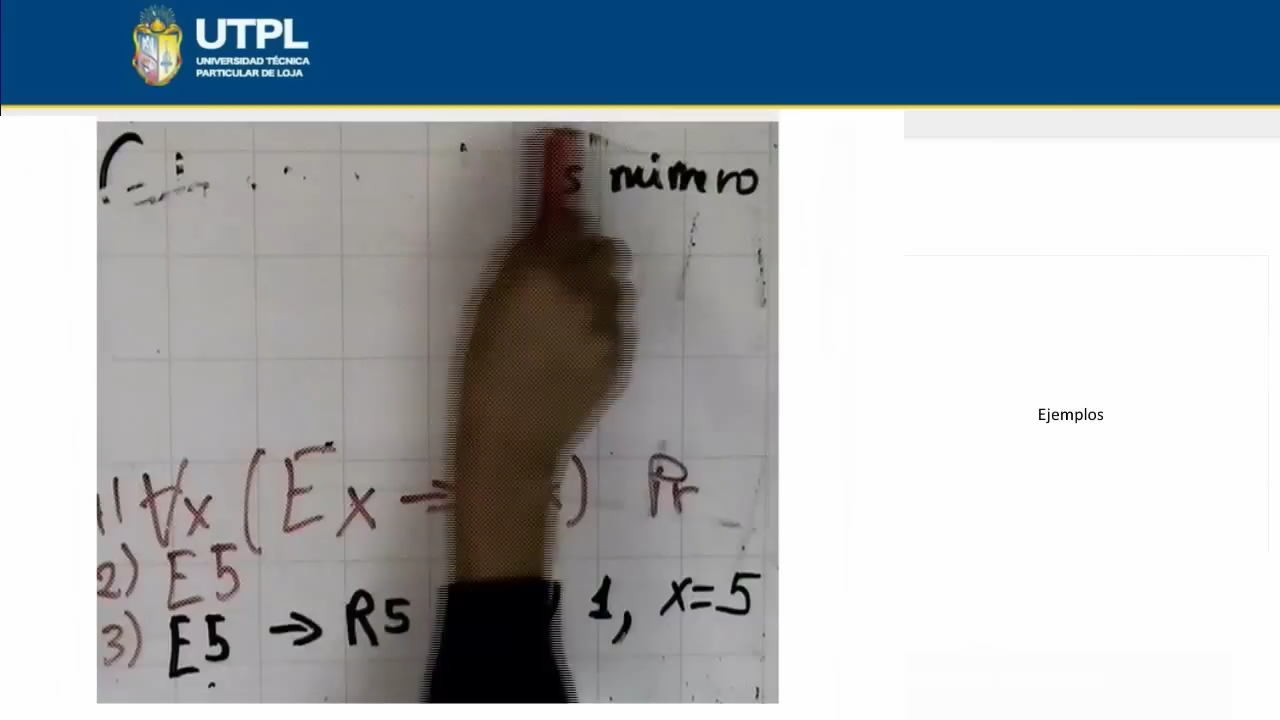 UTPL
UNIVERSIDAD TÉCNICA
PARTICULAR DE LOJA
s número
1) ∀x (Ex → ) Pr
2) E5
3) E5 → R5 1, x=5
Ejemplos